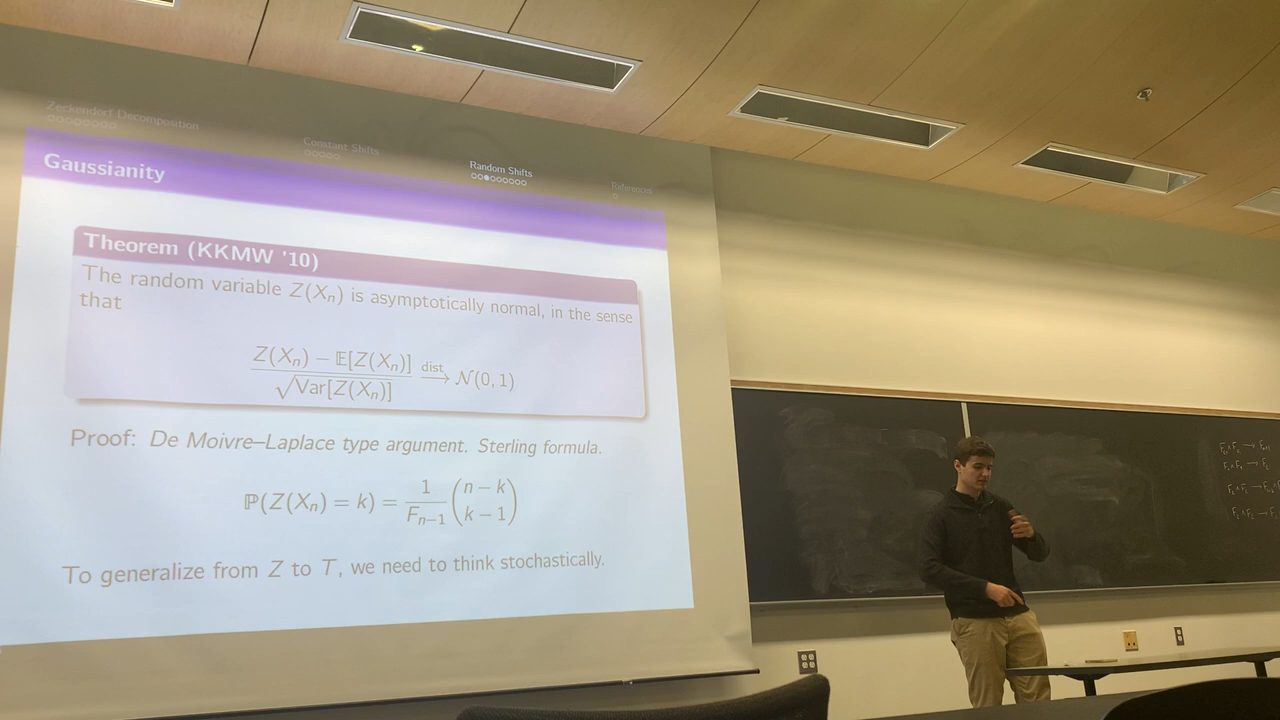 Zeckendorf Decomposition
Constant Shifts
Random Shifts
References
Gaussianity
Theorem (KKMW '10)
The random variable Z(Xₙ) is asymptotically normal, in the sense
that
(Z(Xₙ) − 𝔼[Z(Xₙ)]) / √Var[Z(Xₙ)] —dist→ 𝒩(0, 1)
Proof: De Moivre–Laplace type argument. Sterling formula.
ℙ(Z(Xₙ) = k) = 1/Fₙ₋₁ (n − k choose k − 1)
To generalize from Z to T, we need to think stochastically.